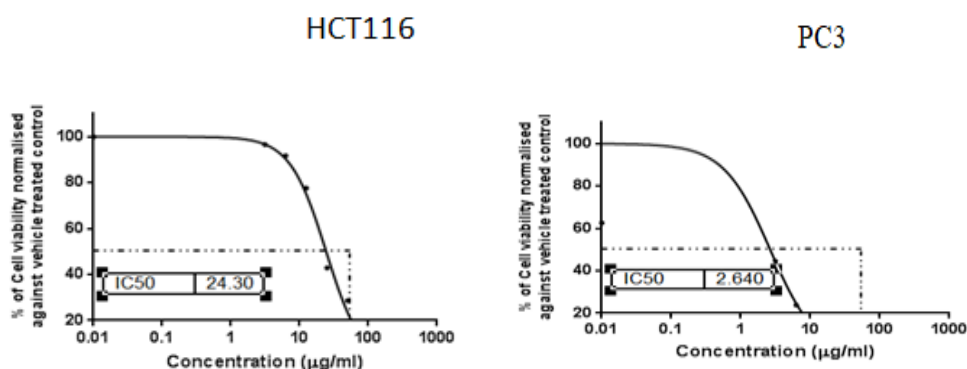 HCT116
% of Cell viability normalised
against vehicle treated control
100
80
60
40
20
IC50 24.30
0.01 0.1 1 10 100 1000
Concentration (µg/ml)
PC3
% of Cell viability normalised
against vehicle treated control
100
80
60
40
20
IC50 2.640
0.01 0.1 1 10 100 1000
Concentration (µg/ml)